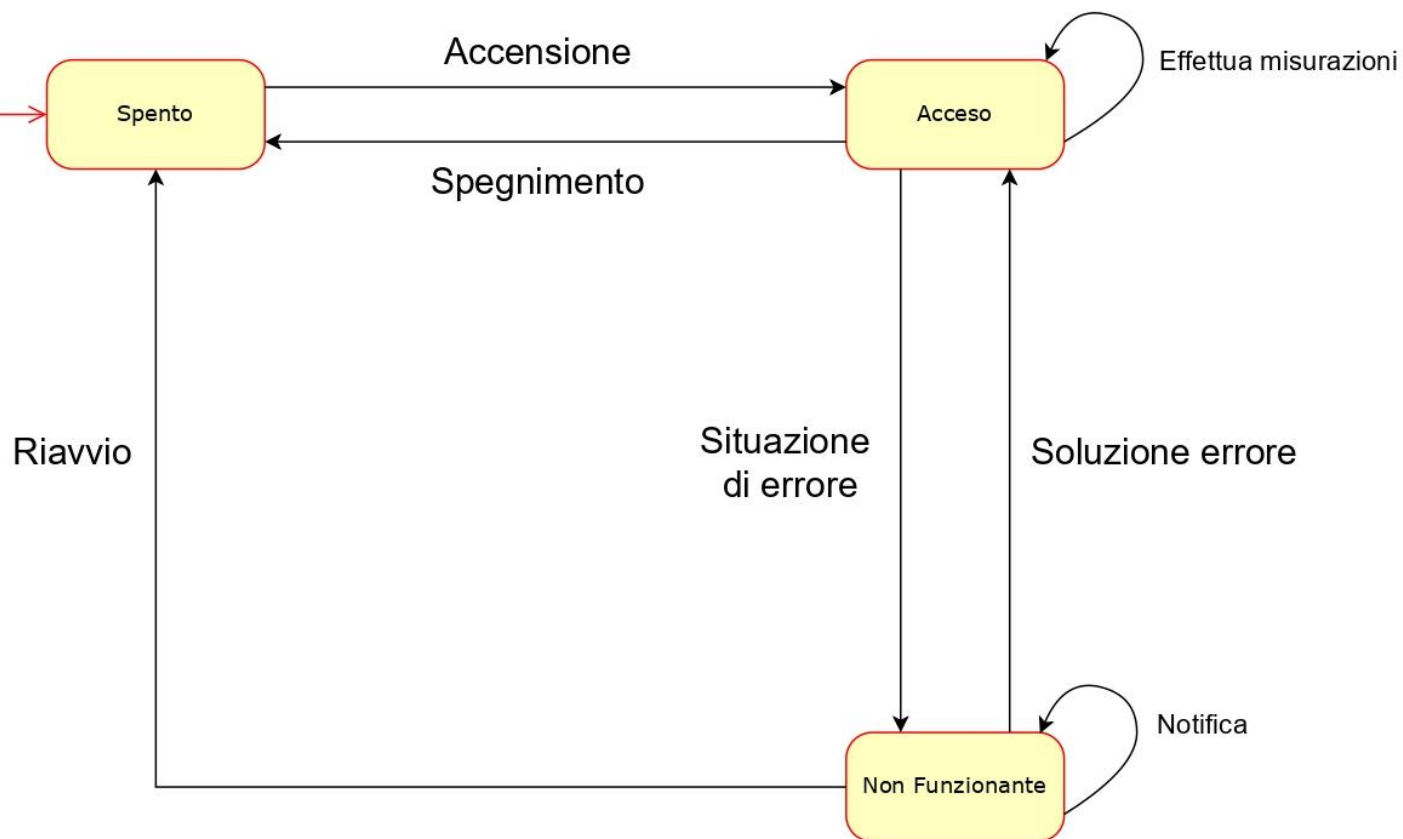 Accensione
Effettua misurazioni
Spento
Acceso
Spegnimento
Riavvio
Situazione
di errore
Soluzione errore
Notifica
Non Funzionante